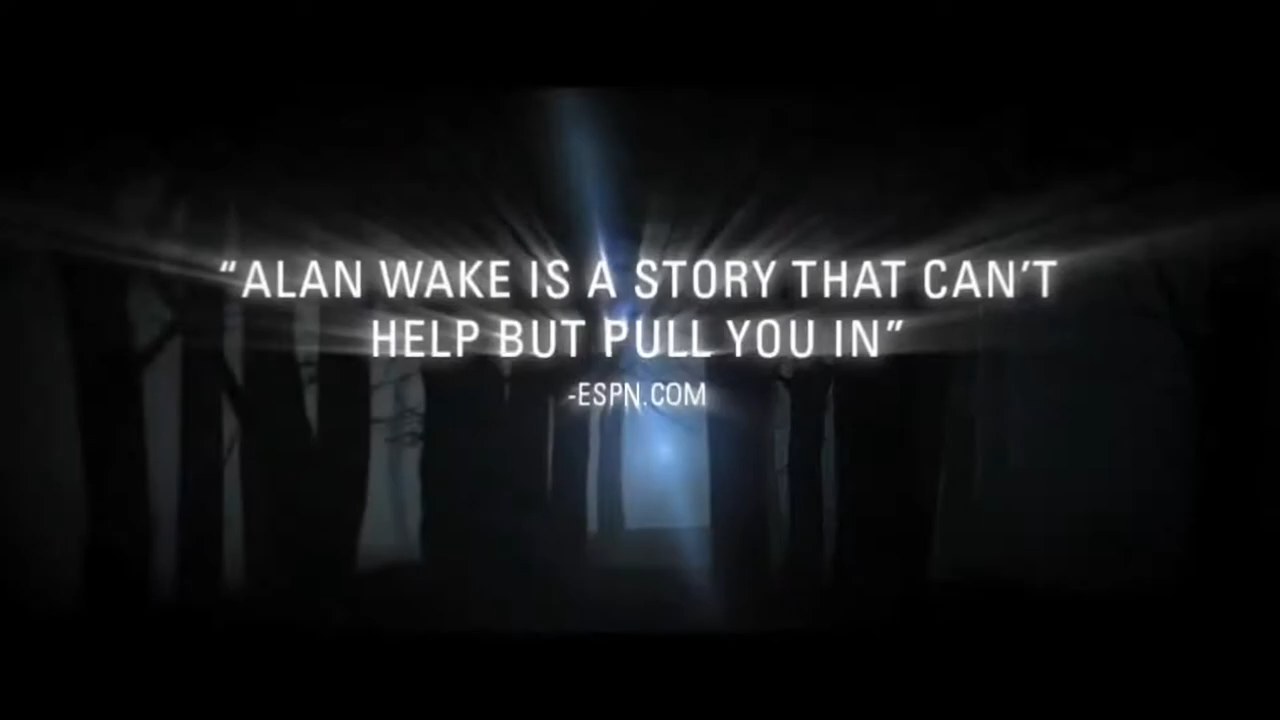 “ALAN WAKE IS A STORY THAT CAN’T
HELP BUT PULL YOU IN”
-ESPN.COM